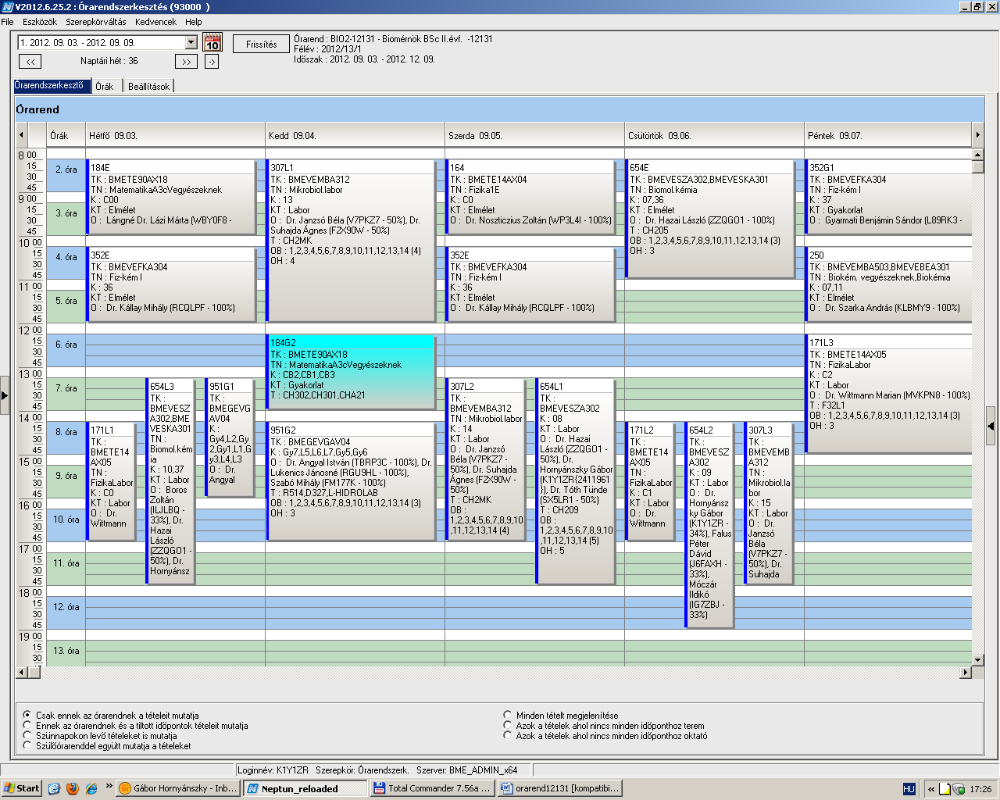 V2012.6.25.2 : Órarendszerkesztés (93000  )
File Eszközök Szerepkörváltás Kedvencek Help
1. 2012. 09. 03. - 2012. 09. 09.
10
Frissítés
Órarend : BIO2-12131 - Biomérnök BSc II.évf.  -12131
Félév : 2012/13/1
Időszak : 2012. 09. 03. - 2012. 12. 09.
<< Naptári hét : 36 >> ->
Órarendszerkesztő Órák Beállítások
Órarend
Órák Hétfő 09.03. Kedd 09.04. Szerda 09.05. Csütörtök 09.06. Péntek 09.07.
8 00
15
30
45
9 00
15
30
45
10 00
15
30
45
11 00
15
30
45
12 00
15
30
45
13 00
15
30
45
14 00
15
30
45
15 00
15
30
45
16 00
15
30
45
17 00
15
30
45
18 00
15
30
45
19 00
15
30
2. óra
3. óra
4. óra
5. óra
6. óra
7. óra
8. óra
9. óra
10. óra
11. óra
12. óra
13. óra
184E
TK : BMETE90AX18
TN : MatematikaA3cVegyészeknek
K : C00
KT : Elmélet
O :  Lángné Dr. Lázi Márta (WBY0F8 -
352E
TK : BMEVEFKA304
TN : Fiz-kém I
K : 36
KT : Elmélet
O :  Dr. Kállay Mihály (RCQLPF - 100%)
171L1
TK :
BMETE14
AX05
TN :
FizikaLabor
K : C0
KT : Labor
O :  Dr.
Wittmann
654L3
TK :
BMEVESZ
A302,BME
VESKA301
TN :
Biomol.kém
ia
K : 10,37
KT : Labor
O :  Boros
Zoltán
(ILJLBQ -
33%), Dr.
Hazai
László
(ZZQGO1 -
50%), Dr.
Hornyánsz
951G1
TK :
BMEGEVG
AV04
K :
Gy4,L2,Gy
2,Gy1,L1,G
y3,L4,L3
O :  Dr.
Angyal
307L1
TK : BMEVEMBA312
TN : Mikrobiol.labor
K : 13
KT : Labor
O :  Dr. Janzsó Béla (V7PKZ7 - 50%), Dr.
Suhajda Ágnes (F2X90W - 50%)
T : CH2MK
OB : 1,2,3,4,5,6,7,8,9,10,11,12,13,14 (4)
OH : 4
184G2
TK : BMETE90AX18
TN : MatematikaA3cVegyészeknek
K : CB2,CB1,CB3
KT : Gyakorlat
T : CH302,CH301,CHA21
951G2
TK : BMEGEVGAV04
K : Gy7,L5,L6,L7,Gy5,Gy6
O :  Dr. Angyal István (TBRP3C - 100%), Dr.
Lukenics Jánosné (RGU9HL - 100%),
Szabó Mihály (FM177K - 100%)
T : R514,D327,L-HIDROLAB
OB : 1,2,3,4,5,6,7,8,9,10,11,12,13,14 (3)
OH : 3
164
TK : BMETE14AX04
TN : Fizika1E
K : C0
KT : Elmélet
O :  Dr. Noszticzius Zoltán (WP3L4I - 100%)
352E
TK : BMEVEFKA304
TN : Fiz-kém I
K : 36
KT : Elmélet
O :  Dr. Kállay Mihály (RCQLPF - 100%)
307L2
TK :
BMEVEMBA312
TN : Mikrobiol.labor
K : 14
KT : Labor
O :  Dr. Janzsó
Béla (V7PKZ7 -
50%), Dr. Suhajda
Ágnes (F2X90W -
50%)
T : CH2MK
OB :
1,2,3,4,5,6,7,8,9,10
,11,12,13,14 (4)
654L1
TK :
BMEVESZA302
K : 08
KT : Labor
O :  Dr. Hazai
László (ZZQGO1 -
50%), Dr.
Hornyánszky Gábor
(K1Y1ZR{2411961
}), Dr. Tóth Tünde
(SX5LR1 - 50%)
T : CH209
OB :
1,2,3,4,5,6,7,8,9,10
,11,12,13,14 (5)
OH : 5
654E
TK : BMEVESZA302,BMEVESKA301
TN : Biomol.kémia
K : 07,36
KT : Elmélet
O :  Dr. Hazai László (ZZQGO1 - 100%)
T : CH205
OB : 1,2,3,4,5,6,7,8,9,10,11,12,13,14 (3)
OH : 3
171L2
TK :
BMETE14
AX05
TN :
FizikaLabor
K : C1
KT : Labor
O :  Dr.
Wittmann
654L2
TK :
BMEVESZ
A302
K : 09
KT : Labor
O :  Dr.
Hornyánsz
ky Gábor
(K1Y1ZR -
34%), Falus
Péter
Dávid
(J6FAXH -
33%),
Móczár
Ildikó
(IG7ZBJ -
33%)
307L3
TK :
BMEVEMB
A312
TN :
Mikrobiol.la
bor
K : 15
KT : Labor
O :  Dr.
Janzsó
Béla
(V7PKZ7
- 50%), Dr.
Suhajda
352G1
TK : BMEVEFKA304
TN : Fiz-kém I
K : 37
KT : Gyakorlat
O :  Gyarmati Benjámin Sándor (L89RK3 -
250
TK : BMEVEMBA503,BMEVEBEA301
TN : Biokém. vegyészeknek,Biokémia
K : 07,11
KT : Elmélet
O :  Dr. Szarka András (KLBMY9 - 100%)
171L3
TK : BMETE14AX05
TN : FizikaLabor
K : C2
KT : Labor
O :  Dr. Wittmann Marian (MVKPN8 - 100%)
T : F32L1
OB : 1,2,3,4,5,6,7,8,9,10,11,12,13,14 (3)
OH : 3
Csak ennek az órarendnek a tételeit mutatja
Ennek az órarendnek és a tiltott időpontok tételeit mutatja
Szünnapokon levő tételeket is mutatja
Szülőórarenddel együtt mutatja a tételeket
Minden tételt megjelenítése
Azok a tételek ahol nincs minden időponthoz terem
Azok a tételek ahol nincs minden időponthoz oktató
Loginnév: K1Y1ZR   Szerepkör: Órarendszerk.   Szerver: BME_ADMIN_x64
Start » Gábor Hornyánszky - Inb... Neptun_reloaded Total Commander 7.56a ... orarend12131 [kompatibi... HU « 17:26